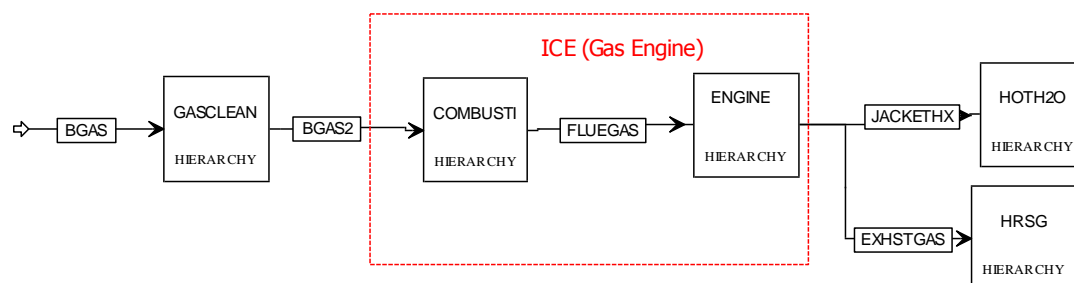 ICE (Gas Engine)
BGAS
GASCLEAN
HIERARCHY
BGAS2
COMBUSTI
HIERARCHY
FLUEGAS
ENGINE
HIERARCHY
JACKETHX
HOTH2O
HIERARCHY
EXHSTGAS
HRSG
HIERARCHY